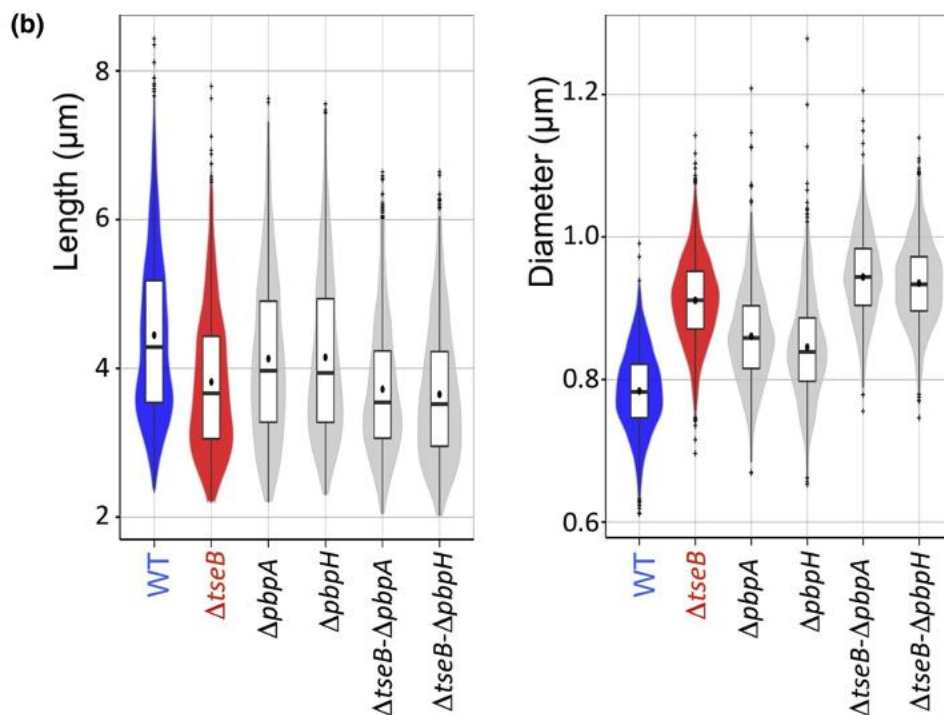 (b)
Length (µm)
8
6
4
2
WT
ΔtseB
ΔpbpA
ΔpbpH
ΔtseB-ΔpbpA
ΔtseB-ΔpbpH
Diameter (µm)
1.2
1.0
0.8
0.6
WT
ΔtseB
ΔpbpA
ΔpbpH
ΔtseB-ΔpbpA
ΔtseB-ΔpbpH